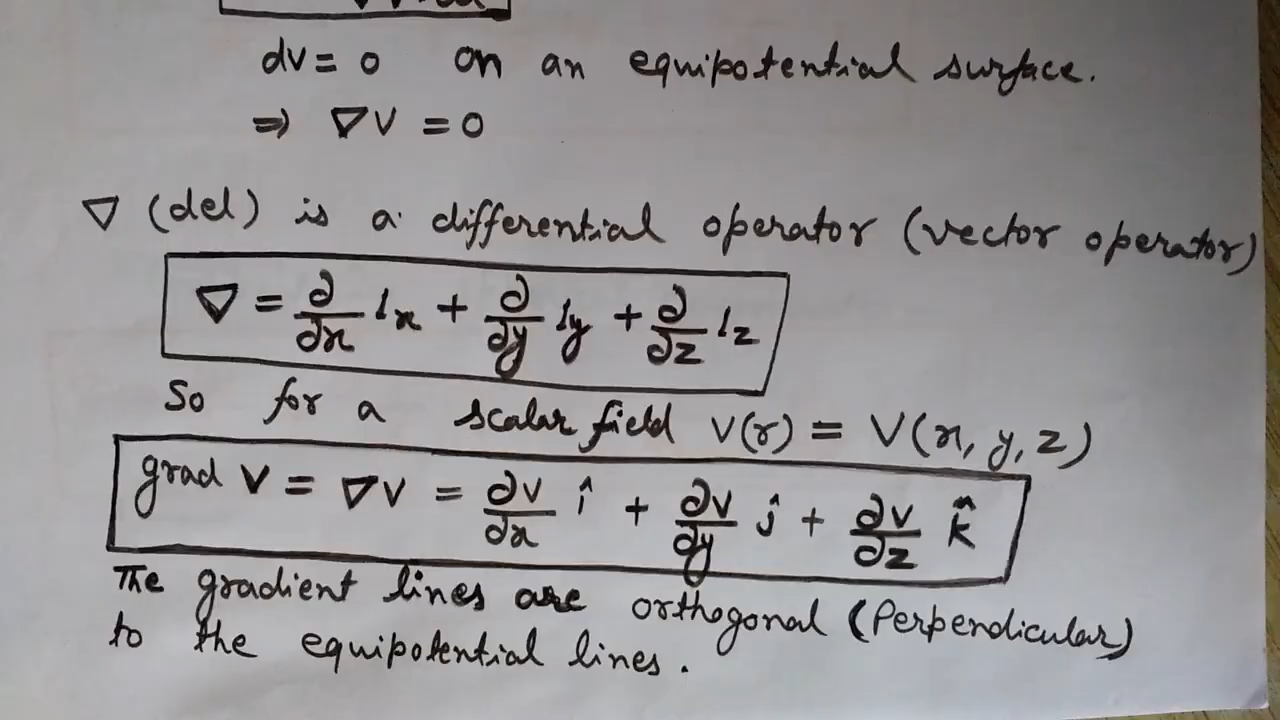 dv = 0 on an equipotential surface.
⇒ ∇V = 0
∇ (del) is a differential operator (vector operator)
∇ = ∂/∂x 1x + ∂/∂y 1y + ∂/∂z 1z
So for a scalar field V(r) = V(x, y, z)
grad V = ∇V = ∂V/∂x î + ∂V/∂y ĵ + ∂V/∂z k̂
The gradient lines are orthogonal (Perpendicular)
to the equipotential lines.